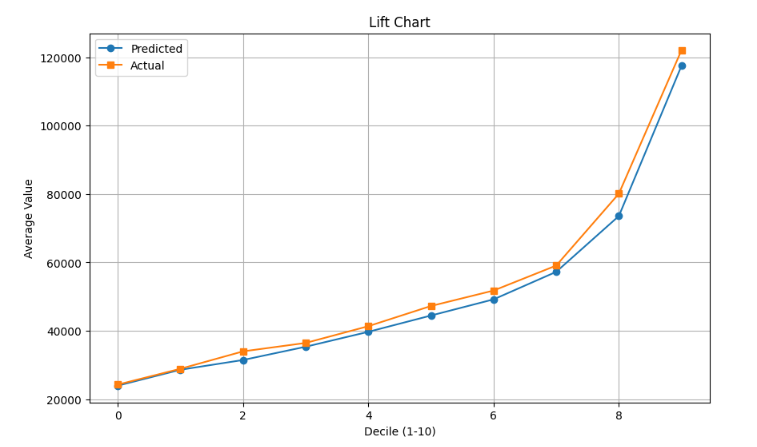 Lift Chart
Predicted
Actual
120000
100000
80000
60000
40000
20000
Average Value
0 2 4 6 8
Decile (1-10)